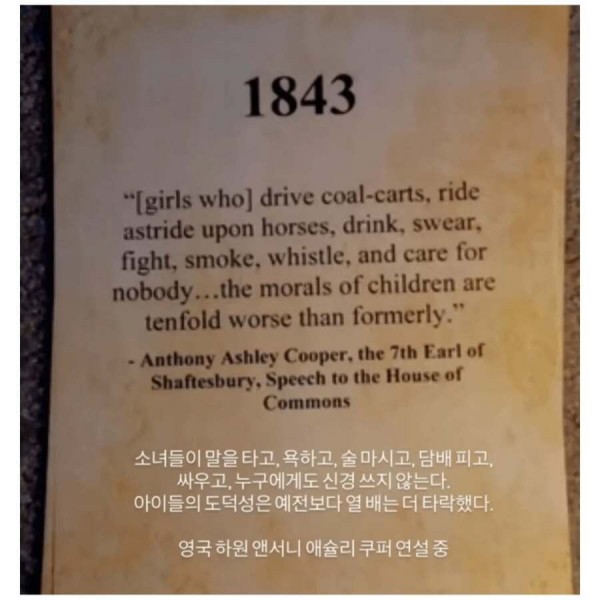 1843
“[girls who] drive coal-carts, ride
astride upon horses, drink, swear,
fight, smoke, whistle, and care for
nobody…the morals of children are
tenfold worse than formerly.”
- Anthony Ashley Cooper, the 7th Earl of
Shaftesbury, Speech to the House of
Commons
소녀들이 말을 타고, 욕하고, 술 마시고, 담배 피고,
싸우고, 누구에게도 신경 쓰지 않는다.
아이들의 도덕성은 예전보다 열 배는 더 타락했다.
영국 하원 앤서니 애슐리 쿠퍼 연설 중